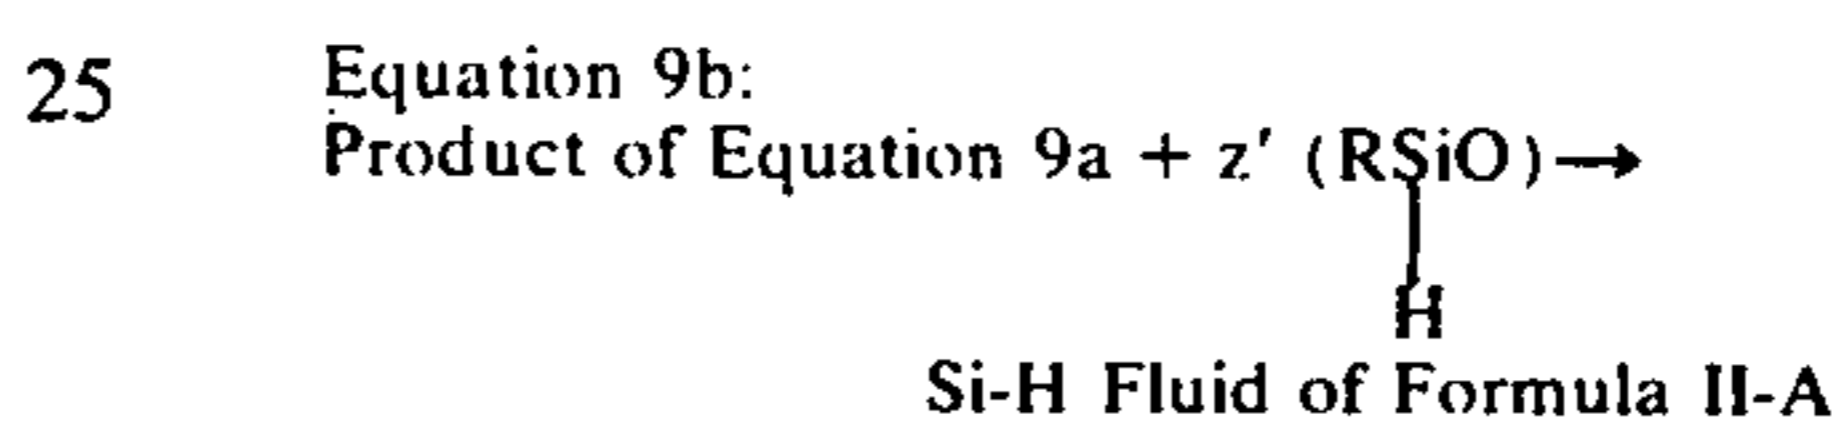 25 Equation 9b:
Product of Equation 9a + z' (RSiO)→
H
Si-H Fluid of Formula II-A